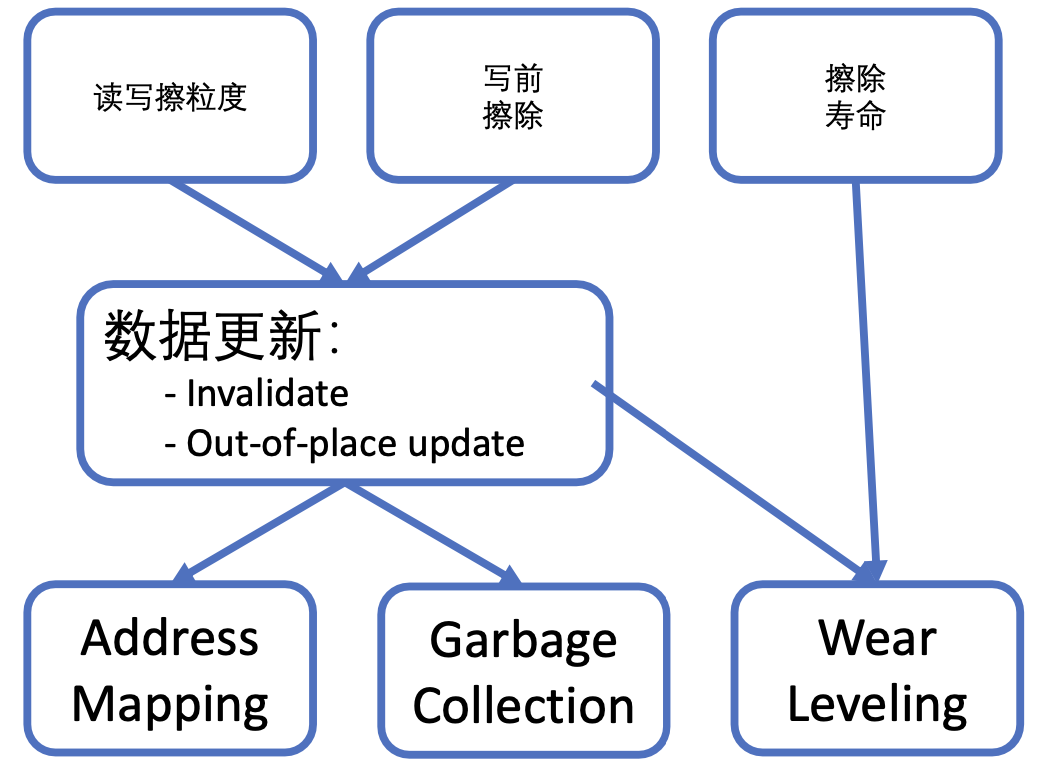 读写擦粒度
写前
擦除
擦除
寿命
数据更新：
- Invalidate
- Out-of-place update
Address
Mapping
Garbage
Collection
Wear
Leveling